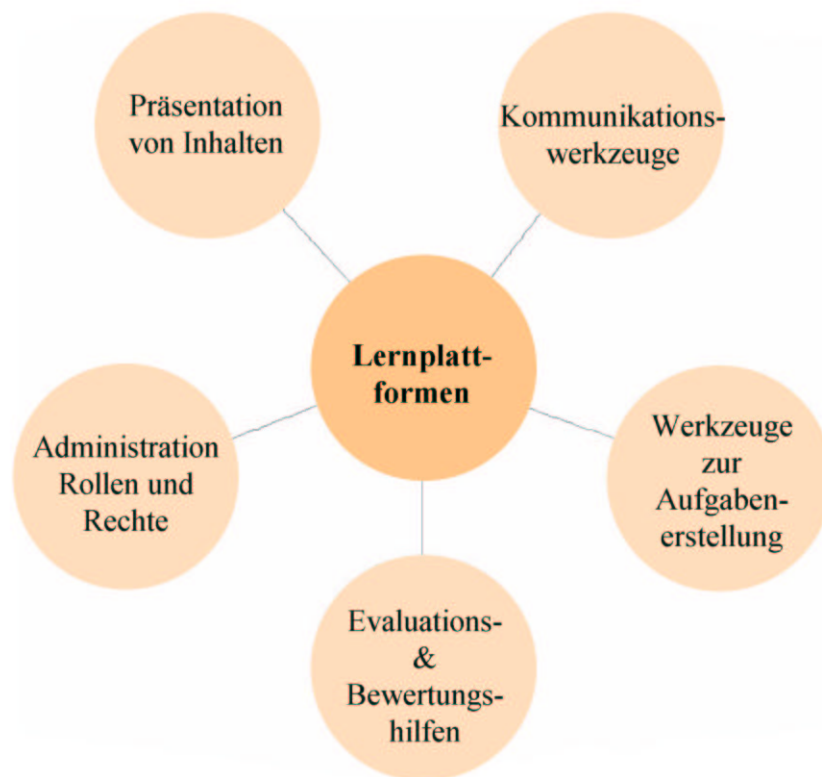 Präsentation
von Inhalten
Kommunikations-
werkzeuge
Lernplatt-
formen
Administration
Rollen und
Rechte
Werkzeuge
zur
Aufgaben-
erstellung
Evaluations-
&
Bewertungs-
hilfen